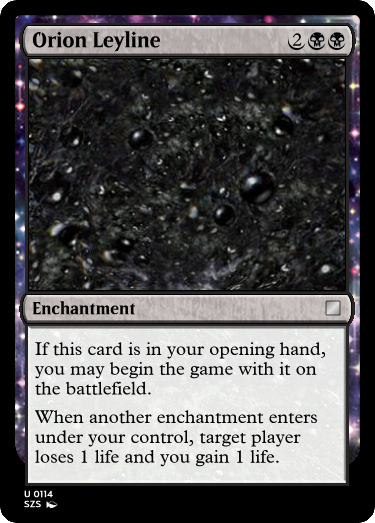 Orion Leyline 2
Enchantment
If this card is in your opening hand,
you may begin the game with it on
the battlefield.
When another enchantment enters
under your control, target player
loses 1 life and you gain 1 life.
U 0114
SZS